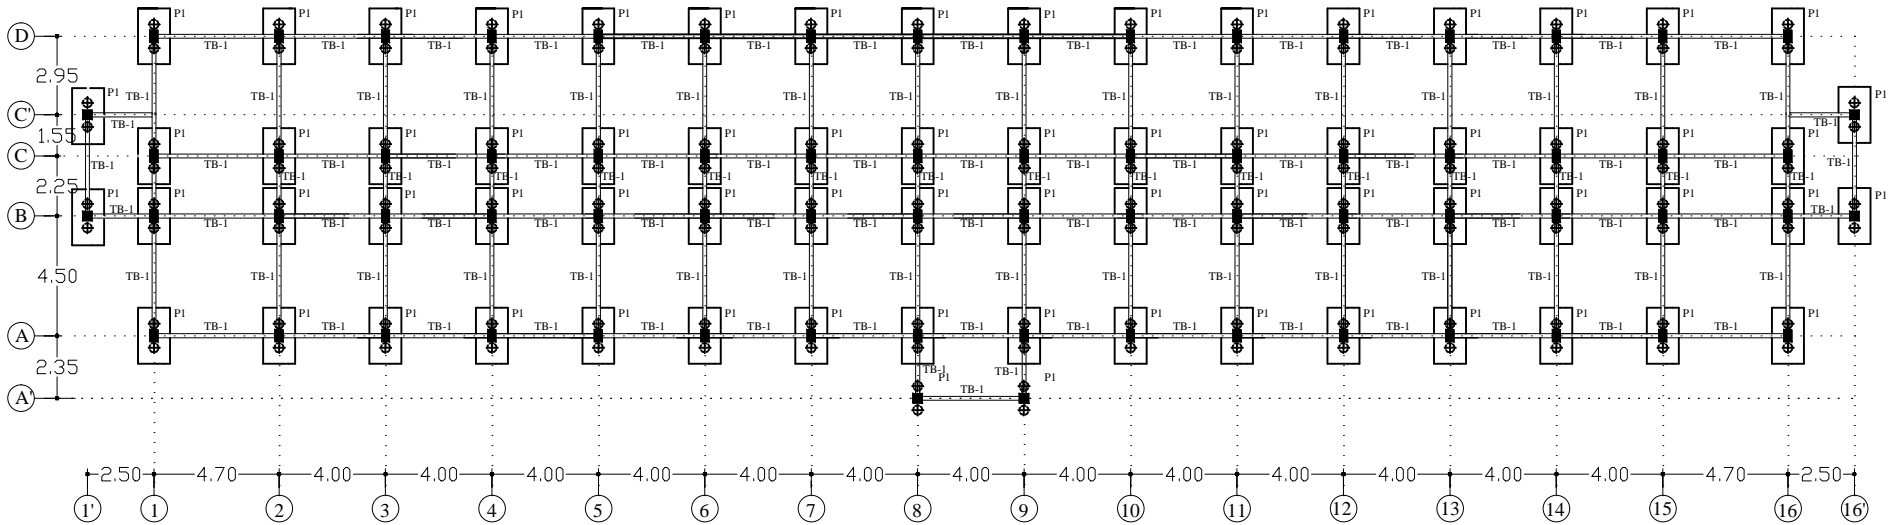 P1 P1 P1 P1 P1 P1 P1 P1 P1 P1 P1 P1 P1 P1 P1 P1
D TB-1 TB-1 TB-1 TB-1 TB-1 TB-1 TB-1 TB-1 TB-1 TB-1 TB-1 TB-1 TB-1 TB-1 TB-1
2.95
P1 TB-1 TB-1 TB-1 TB-1 TB-1 TB-1 TB-1 TB-1 TB-1 TB-1 TB-1 TB-1 TB-1 TB-1 TB-1 TB-1 P1
C' TB-1 TB-1
1.55 P1 P1 P1 P1 P1 P1 P1 P1 P1 P1 P1 P1 P1 P1 P1 P1
C TB-1 TB-1 TB-1 TB-1 TB-1 TB-1 TB-1 TB-1 TB-1 TB-1 TB-1 TB-1 TB-1 TB-1 TB-1 TB-1 TB-1
TB-1 TB-1 TB-1 TB-1 TB-1 TB-1 TB-1 TB-1 TB-1 TB-1 TB-1 TB-1 TB-1 TB-1 TB-1
2.25 P1 P1 P1 P1 P1 P1 P1 P1 P1 P1 P1 P1 P1 P1 P1 P1 P1 P1
B TB-1 TB-1 TB-1 TB-1 TB-1 TB-1 TB-1 TB-1 TB-1 TB-1 TB-1 TB-1 TB-1 TB-1 TB-1 TB-1 TB-1
4.50 TB-1 TB-1 TB-1 TB-1 TB-1 TB-1 TB-1 TB-1 TB-1 TB-1 TB-1 TB-1 TB-1 TB-1 TB-1 TB-1
P1 P1 P1 P1 P1 P1 P1 P1 P1 P1 P1 P1 P1 P1 P1 P1
A TB-1 TB-1 TB-1 TB-1 TB-1 TB-1 TB-1 TB-1 TB-1 TB-1 TB-1 TB-1 TB-1 TB-1 TB-1
2.35 TB-1 TB-1
P1 P1
A' TB-1
2.50 4.70 4.00 4.00 4.00 4.00 4.00 4.00 4.00 4.00 4.00 4.00 4.00 4.00 4.00 4.70 2.50
1' 1 2 3 4 5 6 7 8 9 10 11 12 13 14 15 16 16'